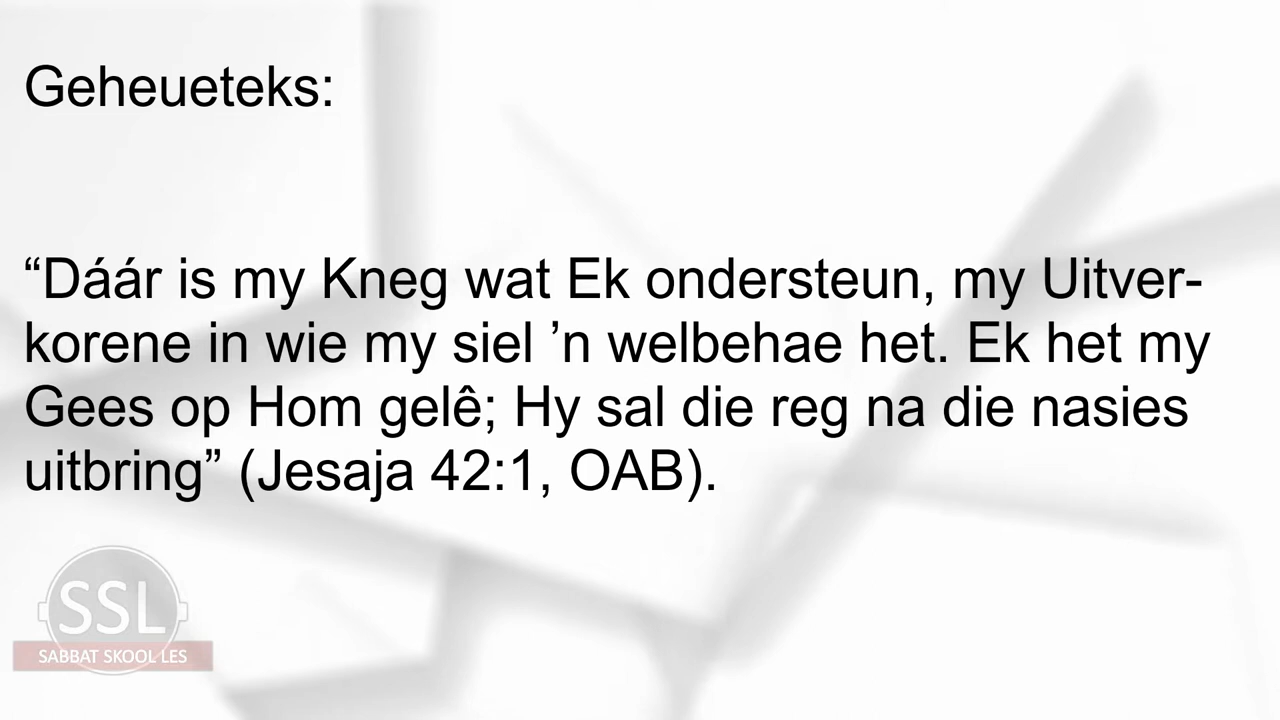 Geheueteks:
“Dáár is my Kneg wat Ek ondersteun, my Uitver-
korene in wie my siel ’n welbehae het. Ek het my
Gees op Hom gelê; Hy sal die reg na die nasies
uitbring” (Jesaja 42:1, OAB).
SSL
SABBAT SKOOL LES